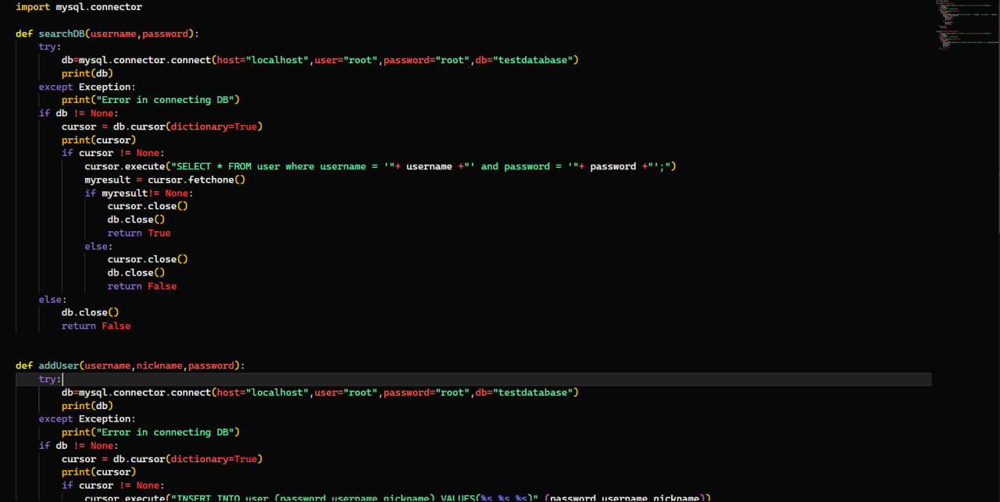 import mysql.connector
def searchDB(username,password):
try:
db=mysql.connector.connect(host="localhost",user="root",password="root",db="testdatabase")
print(db)
except Exception:
print("Error in connecting DB")
if db != None:
cursor = db.cursor(dictionary=True)
print(cursor)
if cursor != None:
cursor.execute("SELECT * FROM user where username = '"+ username +"' and password = '"+ password +"';")
myresult = cursor.fetchone()
if myresult!= None:
cursor.close()
db.close()
return True
else:
cursor.close()
db.close()
return False
else:
db.close()
return False
def addUser(username,nickname,password):
try:
db=mysql.connector.connect(host="localhost",user="root",password="root",db="testdatabase")
print(db)
except Exception:
print("Error in connecting DB")
if db != None:
cursor = db.cursor(dictionary=True)
print(cursor)
if cursor != None:
cursor.execute("INSERT INTO user (password,username,nickname) VALUES(%s,%s,%s)",(password,username,nickname))